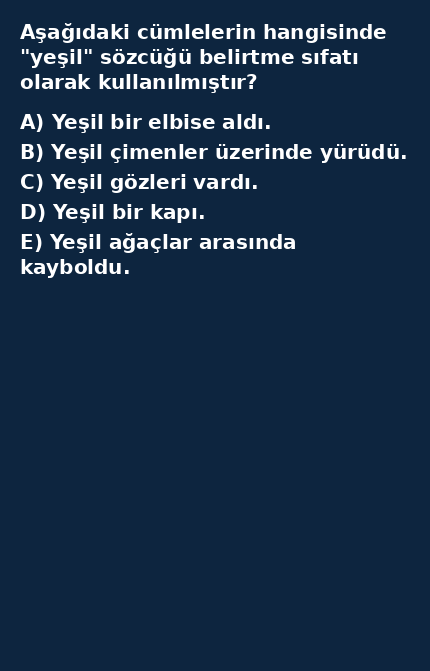 Aşağıdaki cümlelerin hangisinde
"yeşil" sözcüğü belirtme sıfatı
olarak kullanılmıştır?
A) Yeşil bir elbise aldı.
B) Yeşil çimenler üzerinde yürüdü.
C) Yeşil gözleri vardı.
D) Yeşil bir kapı.
E) Yeşil ağaçlar arasında
kayboldu.